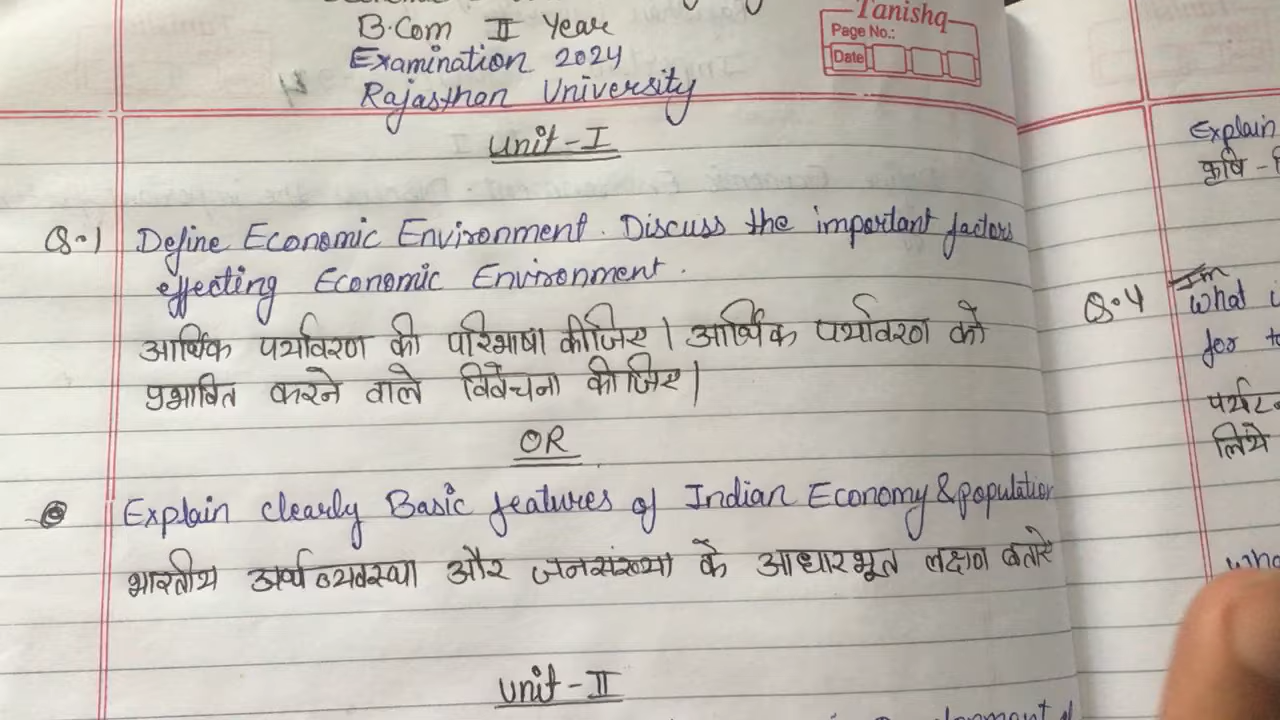 B.Com II Year
Examination 2024
Rajasthan University
Tanishq
Page No.:
Date
Unit-I
Q.1 Define Economic Environment. Discuss the important factors
effecting Economic Environment.
आर्थिक पर्यावरण की परिभाषा कीजिए। आर्थिक पर्यावरण को
प्रभावित करने वाले विवेचना कीजिए।
OR
Explain clearly Basic features of Indian Economy & population
भारतीय अर्थव्यवस्था और जनसंख्या के आधारभूत लक्षण बताये
Unit-II
Explain
कृषि -
Im
Q.4 what
for
लिये